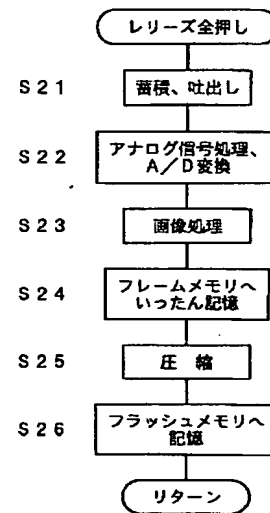 レリーズ全押し
S21 蓄積、吐出し
S22 アナログ信号処理、
A/D変換
S23 画像処理
S24 フレームメモリへ
いったん記憶
S25 圧 縮
S26 フラッシュメモリへ
記憶
リターン